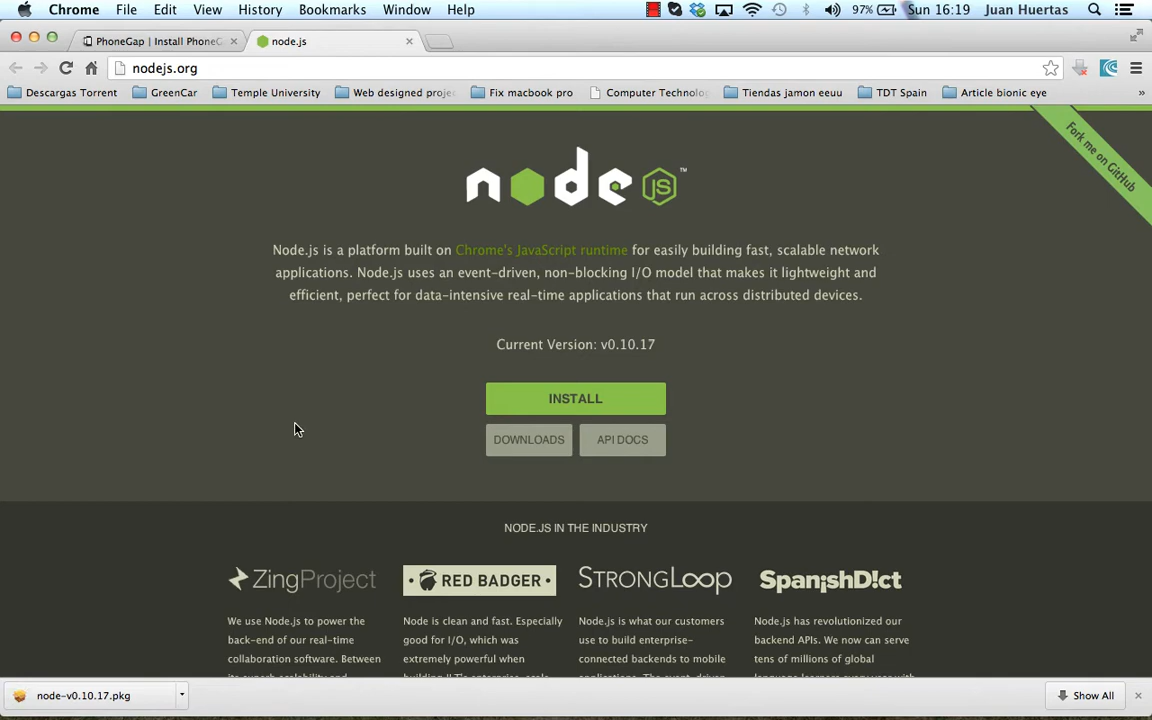 Chrome File Edit View History Bookmarks Window Help 97% Sun 16:19 Juan Huertas
PhoneGap | Install PhoneG
node.js
nodejs.org
Descargas Torrent GreenCar Temple University Web designed proje Fix macbook pro Computer Technolo Tiendas jamon eeuu TDT Spain Article bionic eye »
Fork me on GitHub
node JS ™
Node.js is a platform built on Chrome's JavaScript runtime for easily building fast, scalable network
applications. Node.js uses an event-driven, non-blocking I/O model that makes it lightweight and
efficient, perfect for data-intensive real-time applications that run across distributed devices.
Current Version: v0.10.17
INSTALL
DOWNLOADS API DOCS
NODE.JS IN THE INDUSTRY
ZingProject
We use Node.js to power the
back-end of our real-time
collaboration software. Between
RED BADGER
Node is clean and fast. Especially
good for I/O, which was
extremely powerful when
STRONGLOOP
Node.js is what our customers
use to build enterprise-
connected backends to mobile
SpanishD!ct
Node.js has revolutionized our
backend APIs. We now can serve
tens of millions of global
node-v0.10.17.pkg
Show All